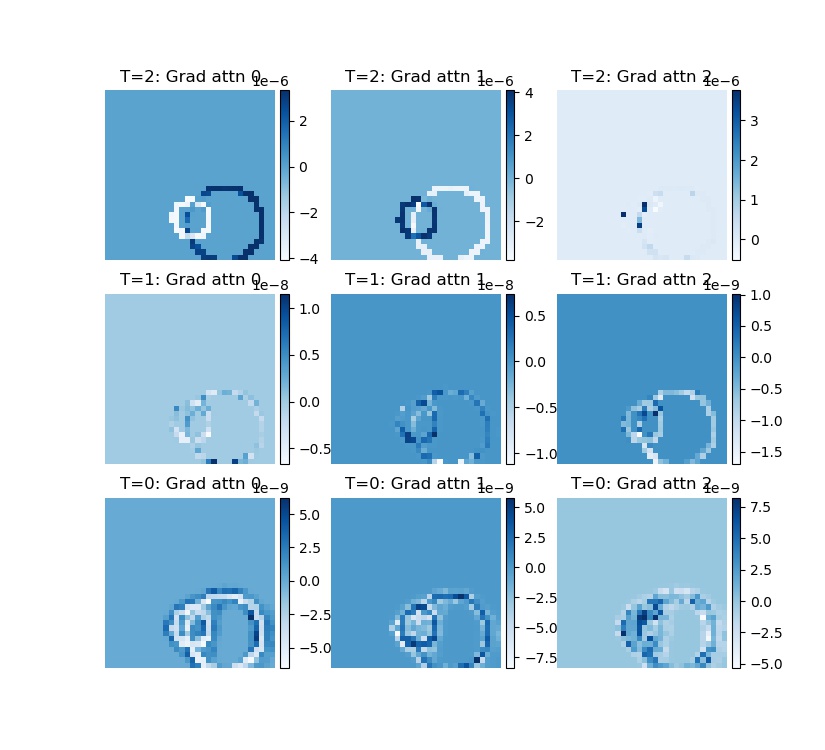 T=2: Grad attn 0
1e−6
T=2: Grad attn 1
1e−6
T=2: Grad attn 2
1e−6
2
0
−2
−4
4
2
0
−2
3
2
1
0
T=1: Grad attn 0
1e−8
T=1: Grad attn 1
1e−8
T=1: Grad attn 2
1e−9
1.0
0.5
0.0
−0.5
0.5
0.0
−0.5
−1.0
1.0
0.5
0.0
−0.5
−1.0
−1.5
T=0: Grad attn 0
1e−9
T=0: Grad attn 1
1e−9
T=0: Grad attn 2
1e−9
5.0
2.5
0.0
−2.5
−5.0
5.0
2.5
0.0
−2.5
−5.0
−7.5
7.5
5.0
2.5
0.0
−2.5
−5.0